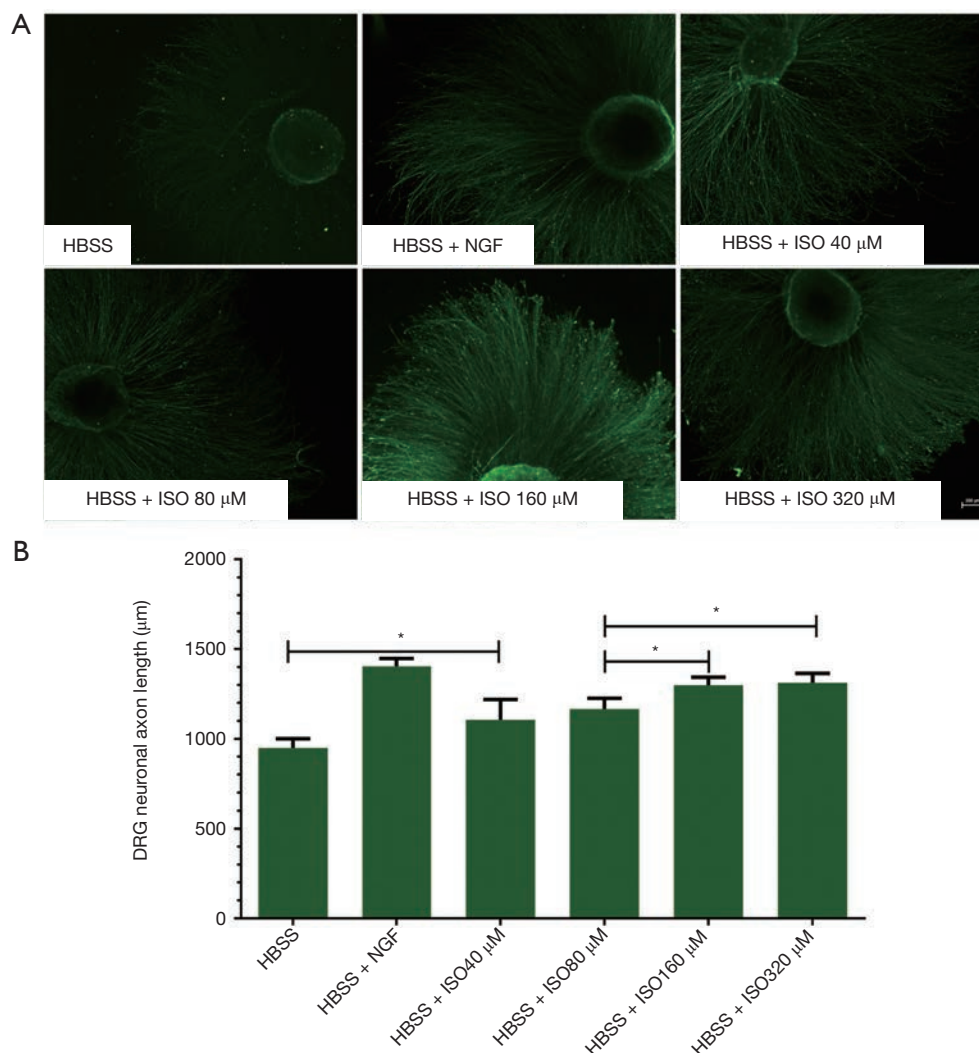 A
HBSS
HBSS + NGF
HBSS + ISO 40 μM
HBSS + ISO 80 μM
HBSS + ISO 160 μM
HBSS + ISO 320 μM
B
DRG neuronal axon length (μm)
2000
1500
1000
500
0
*
*
*
HBSS
HBSS + NGF
HBSS + ISO40 μM
HBSS + ISO80 μM
HBSS + ISO160 μM
HBSS + ISO320 μM